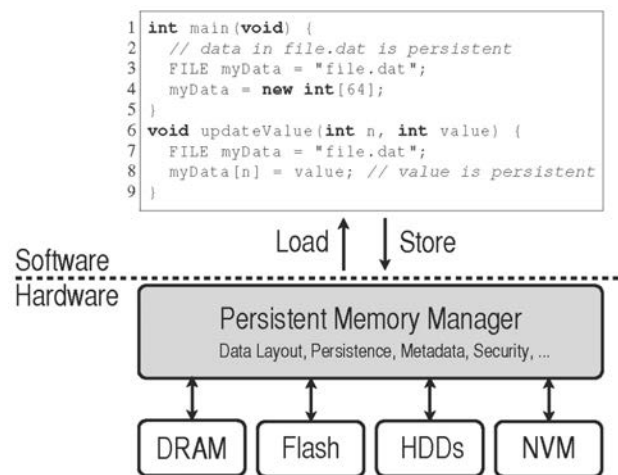 1 int main(void) {
2 // data in file.dat is persistent
3 FILE myData = "file.dat";
4 myData = new int[64];
5 }
6 void updateValue(int n, int value) {
7 FILE myData = "file.dat";
8 myData[n] = value; // value is persistent
9 }
Load Store
Software
Hardware
Persistent Memory Manager
Data Layout, Persistence, Metadata, Security, ...
DRAM Flash HDDs NVM